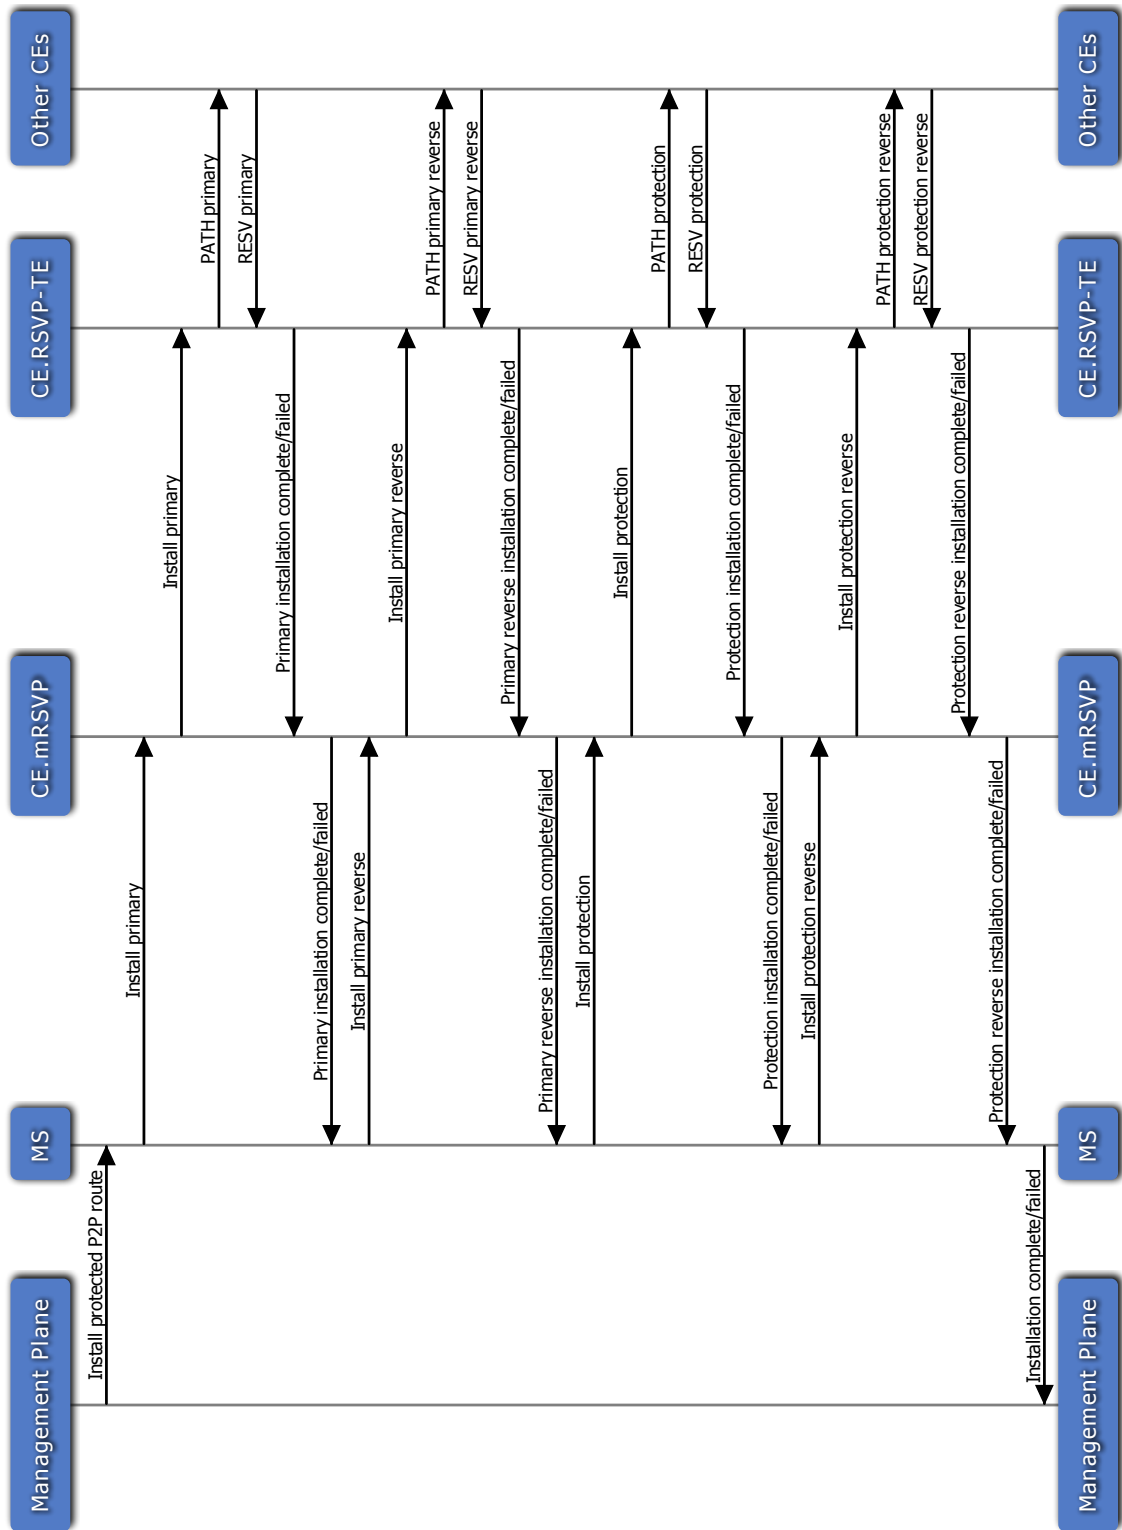 Management Plane
MS
CE.mRSVP
CE.RSVP-TE
Other CEs
Install protected P2P route
Install primary
Install primary
PATH primary
RESV primary
Primary installation complete/failed
Primary installation complete/failed
Install primary reverse
Install primary reverse
PATH primary reverse
RESV primary reverse
Primary reverse installation complete/failed
Primary reverse installation complete/failed
Install protection
Install protection
PATH protection
RESV protection
Protection installation complete/failed
Protection installation complete/failed
Install protection reverse
Install protection reverse
PATH protection reverse
RESV protection reverse
Protection reverse installation complete/failed
Protection reverse installation complete/failed
Installation complete/failed
Management Plane
MS
CE.mRSVP
CE.RSVP-TE
Other CEs